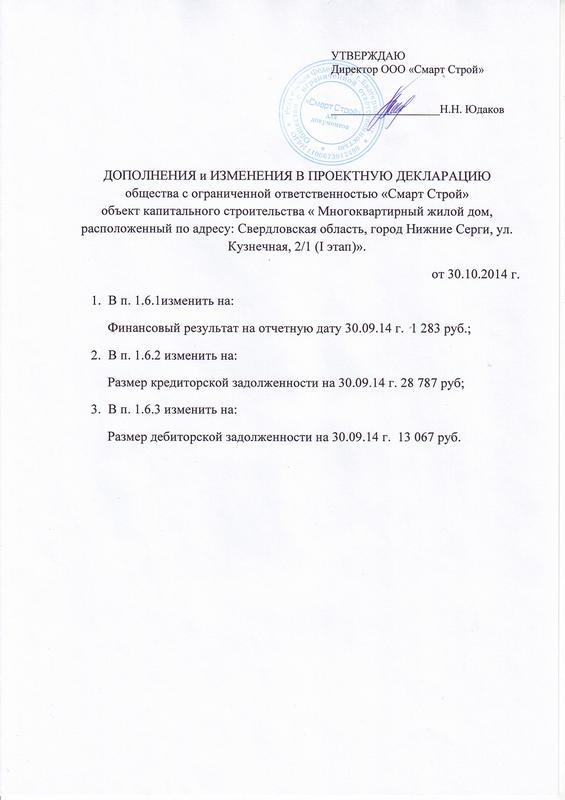 УТВЕРЖДАЮ
Директор ООО «Смарт Строй»
Н.Н. Юдаков
«Смарт Строй»
для
документов
ДОПОЛНЕНИЯ и ИЗМЕНЕНИЯ В ПРОЕКТНУЮ ДЕКЛАРАЦИЮ
общества с ограниченной ответственностью «Смарт Строй»
объект капитального строительства « Многоквартирный жилой дом,
расположенный по адресу: Свердловская область, город Нижние Серги, ул.
Кузнечная, 2/1 (I этап)».
от 30.10.2014 г.
1. В п. 1.6.1изменить на:
Финансовый результат на отчетную дату 30.09.14 г. 1 283 руб.;
2. В п. 1.6.2 изменить на:
Размер кредиторской задолженности на 30.09.14 г. 28 787 руб;
3. В п. 1.6.3 изменить на:
Размер дебиторской задолженности на 30.09.14 г. 13 067 руб.